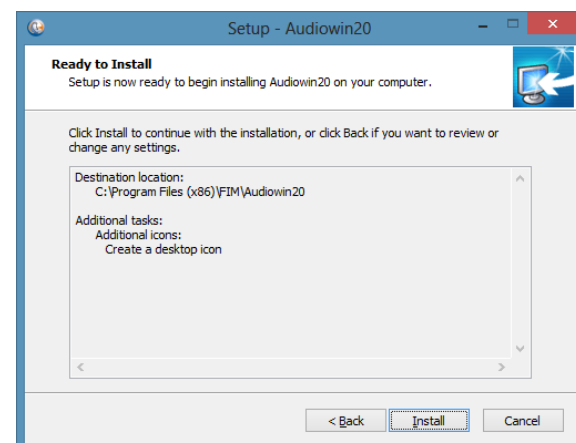 Setup - Audiowin20
Ready to Install
Setup is now ready to begin installing Audiowin20 on your computer.
Click Install to continue with the installation, or click Back if you want to review or
change any settings.
Destination location:
C:\Program Files (x86)\FIM\Audiowin20
Additional tasks:
Additional icons:
Create a desktop icon
< Back
Install
Cancel